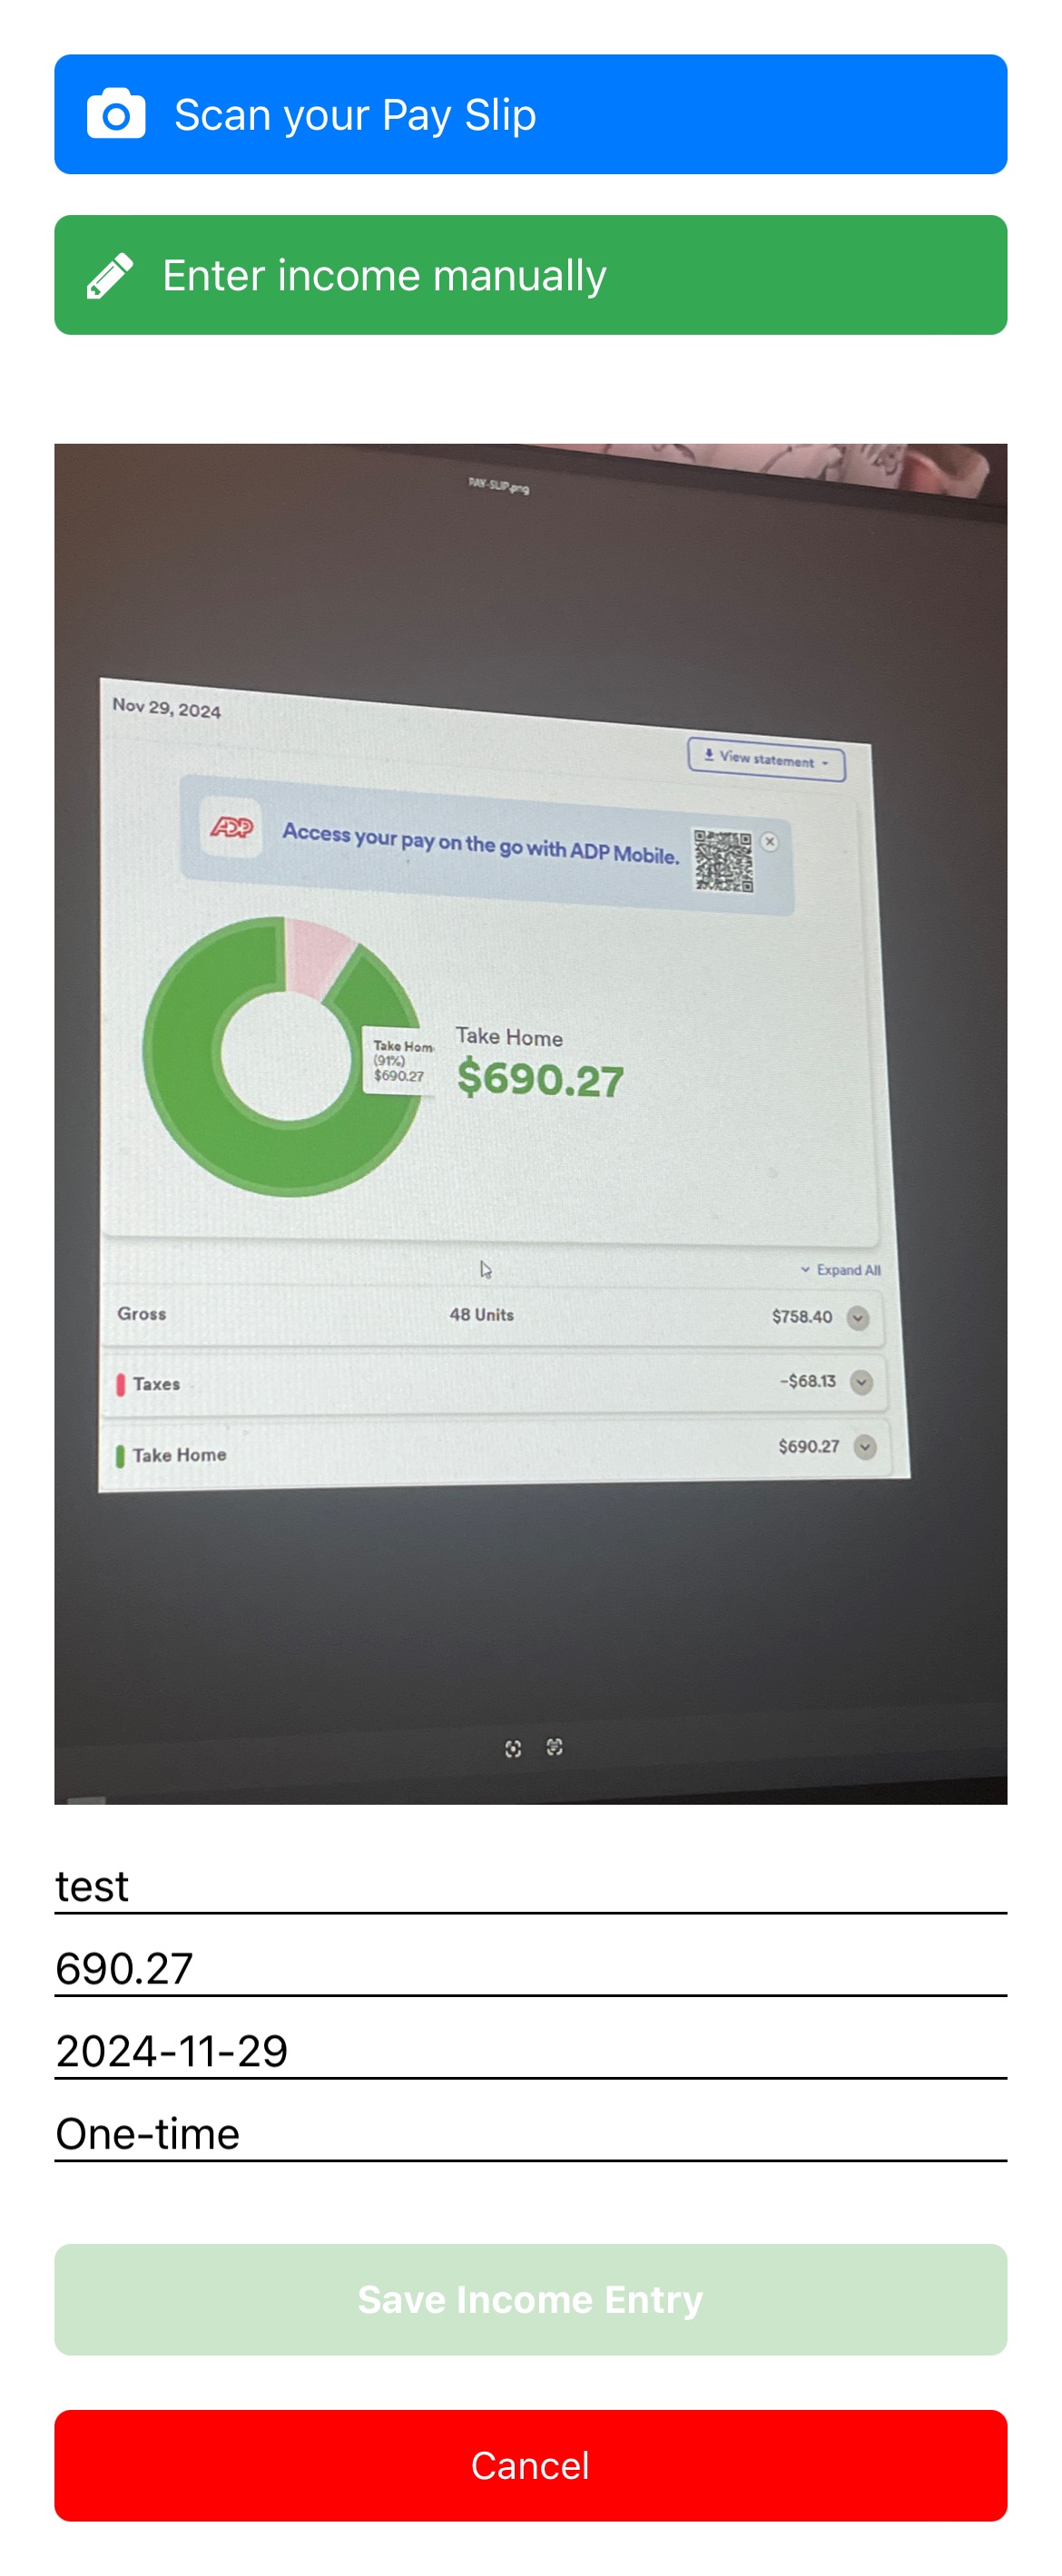 Scan your Pay Slip
Enter income manually
PAY-SLIP.png
Nov 29, 2024
View statement
ADP
Access your pay on the go with ADP Mobile.
Take Hom
(91%)
$690.27
Take Home
$690.27
Expand All
Gross 48 Units $758.40
Taxes -$68.13
Take Home $690.27
test
690.27
2024-11-29
One-time
Save Income Entry
Cancel